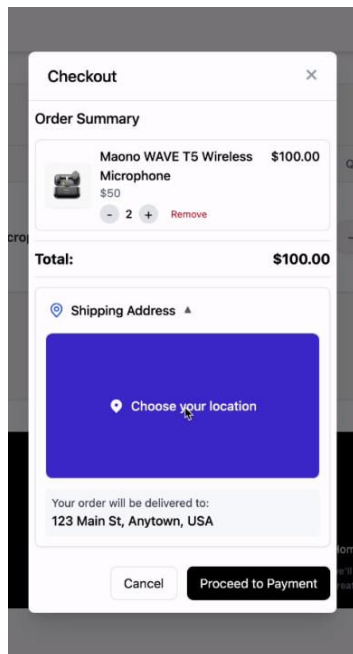 Checkout
Order Summary
Maono WAVE T5 Wireless $100.00
Microphone
$50
- 2 + Remove
Total: $100.00
Shipping Address
Choose your location
Your order will be delivered to:
123 Main St, Anytown, USA
Cancel Proceed to Payment